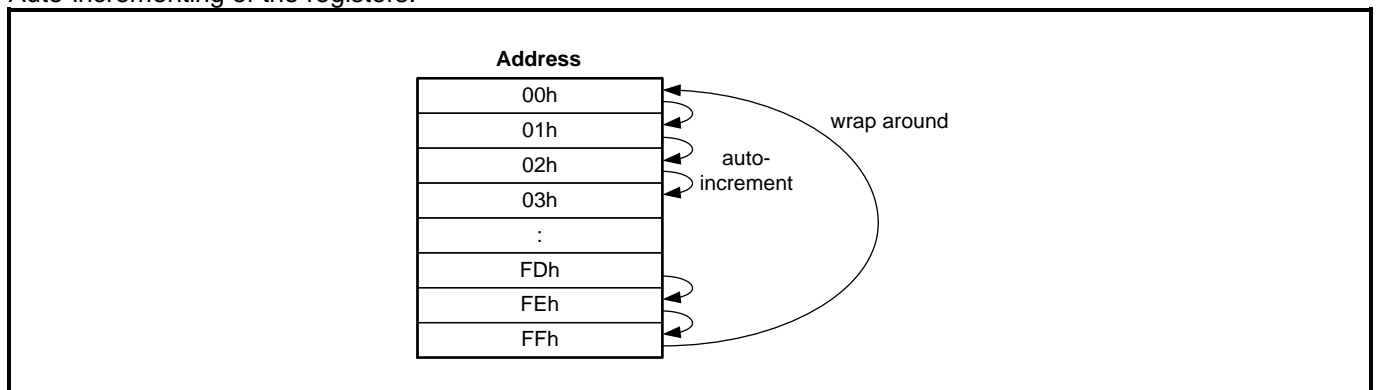 Auto-incrementing of the registers:
Address
00h
01h
02h
03h
:
FDh
FEh
FFh
auto-
increment
wrap around